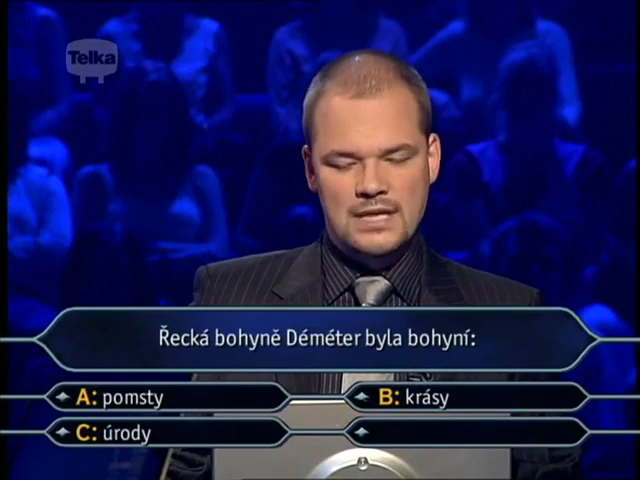 Telka
Řecká bohyně Déméter byla bohyní:
A: pomsty
B: krásy
C: úrody